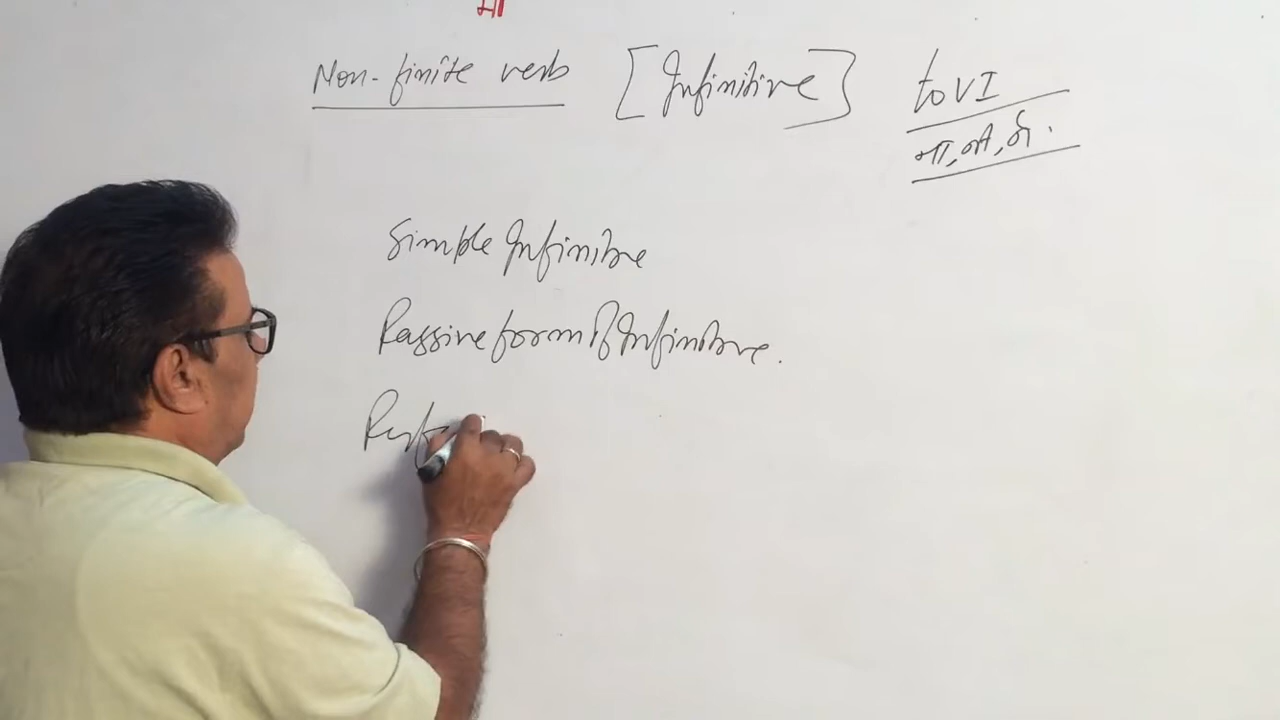 Non-finite verb [Infinitive] to VI
ना, नी, ने.
Simple Infinitive
Passive form of Infinitive.